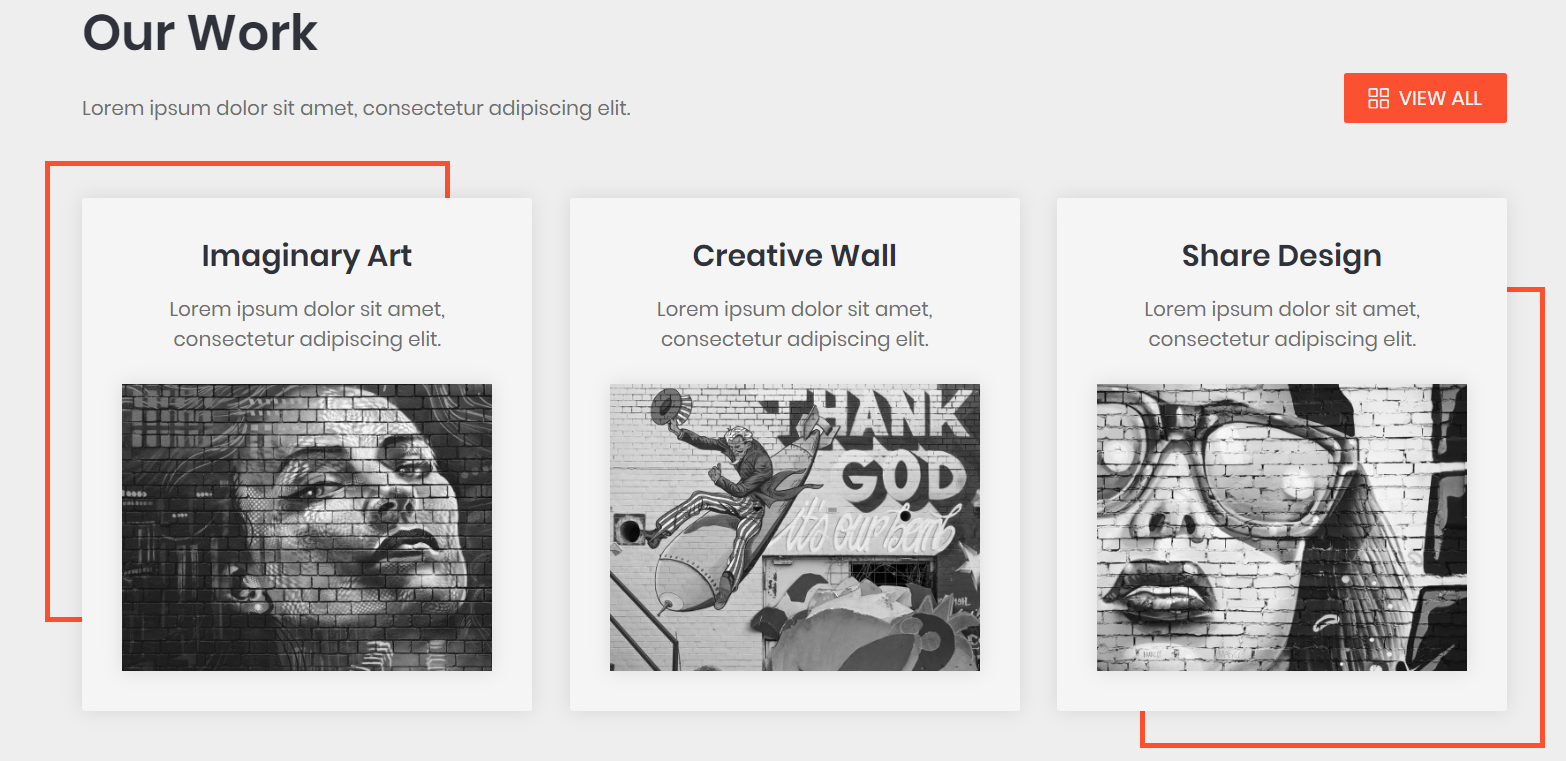 Our Work
Lorem ipsum dolor sit amet, consectetur adipiscing elit.
VIEW ALL
Imaginary Art
Lorem ipsum dolor sit amet,
consectetur adipiscing elit.
Creative Wall
Lorem ipsum dolor sit amet,
consectetur adipiscing elit.
THANK
GOD
it's our bomb
Share Design
Lorem ipsum dolor sit amet,
consectetur adipiscing elit.